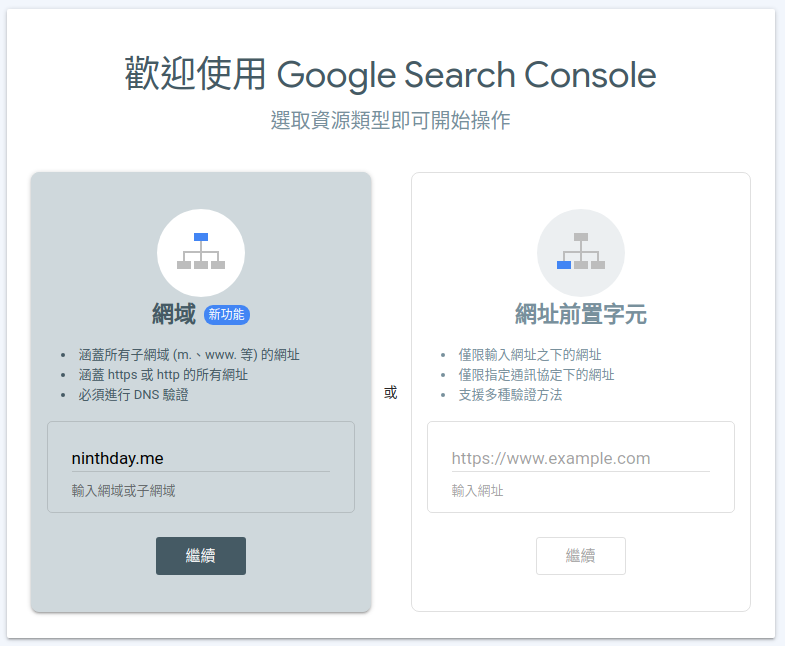 歡迎使用 Google Search Console
選取資源類型即可開始操作
網域 新功能
• 涵蓋所有子網域 (m.、www. 等) 的網址
• 涵蓋 https 或 http 的所有網址
• 必須進行 DNS 驗證
ninthday.me
輸入網域或子網域
繼續
或
網址前置字元
• 僅限輸入網址之下的網址
• 僅限指定通訊協定下的網址
• 支援多種驗證方法
https://www.example.com
輸入網址
繼續